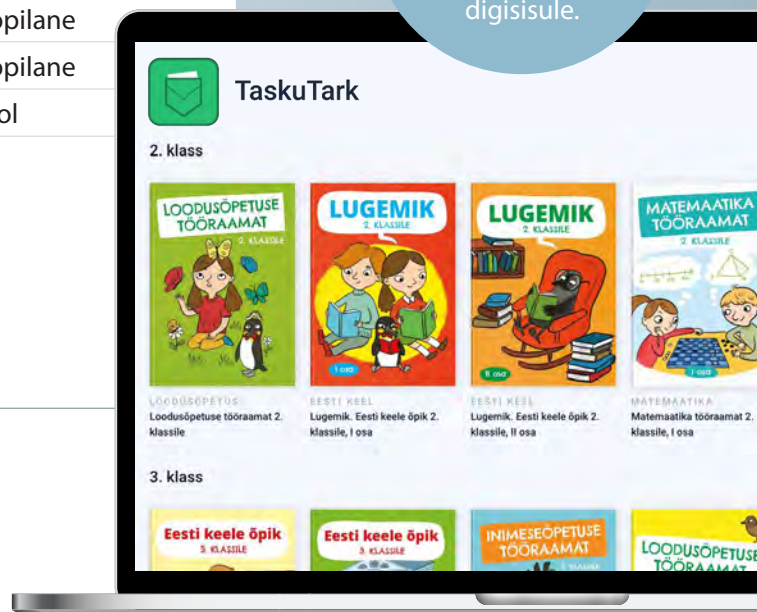 digisisule.
TaskuTark
2. klass
LOODUSÕPETUSE
TÖÖRAAMAT
2. KLASSILE
LUGEMIK
2. KLASSILE
I osa
LUGEMIK
2. KLASSILE
II osa
MATEMAATIKA
TÖÖRAAMAT
2. KLASSILE
I osa
LOODUSÕPETUS
Loodusõpetuse tööraamat 2.
klassile
EESTI KEEL
Lugemik. Eesti keele õpik 2.
klassile, I osa
EESTI KEEL
Lugemik. Eesti keele õpik 2.
klassile, II osa
MATEMAATIKA
Matemaatika tööraamat 2.
klassile, I osa
3. klass
Eesti keele õpik
3. KLASSILE
Eesti keele õpik
3. KLASSILE
INIMESEÕPETUSE
TÖÖRAAMAT
LOODUSÕPETUSE
TÖÖRAAMAT